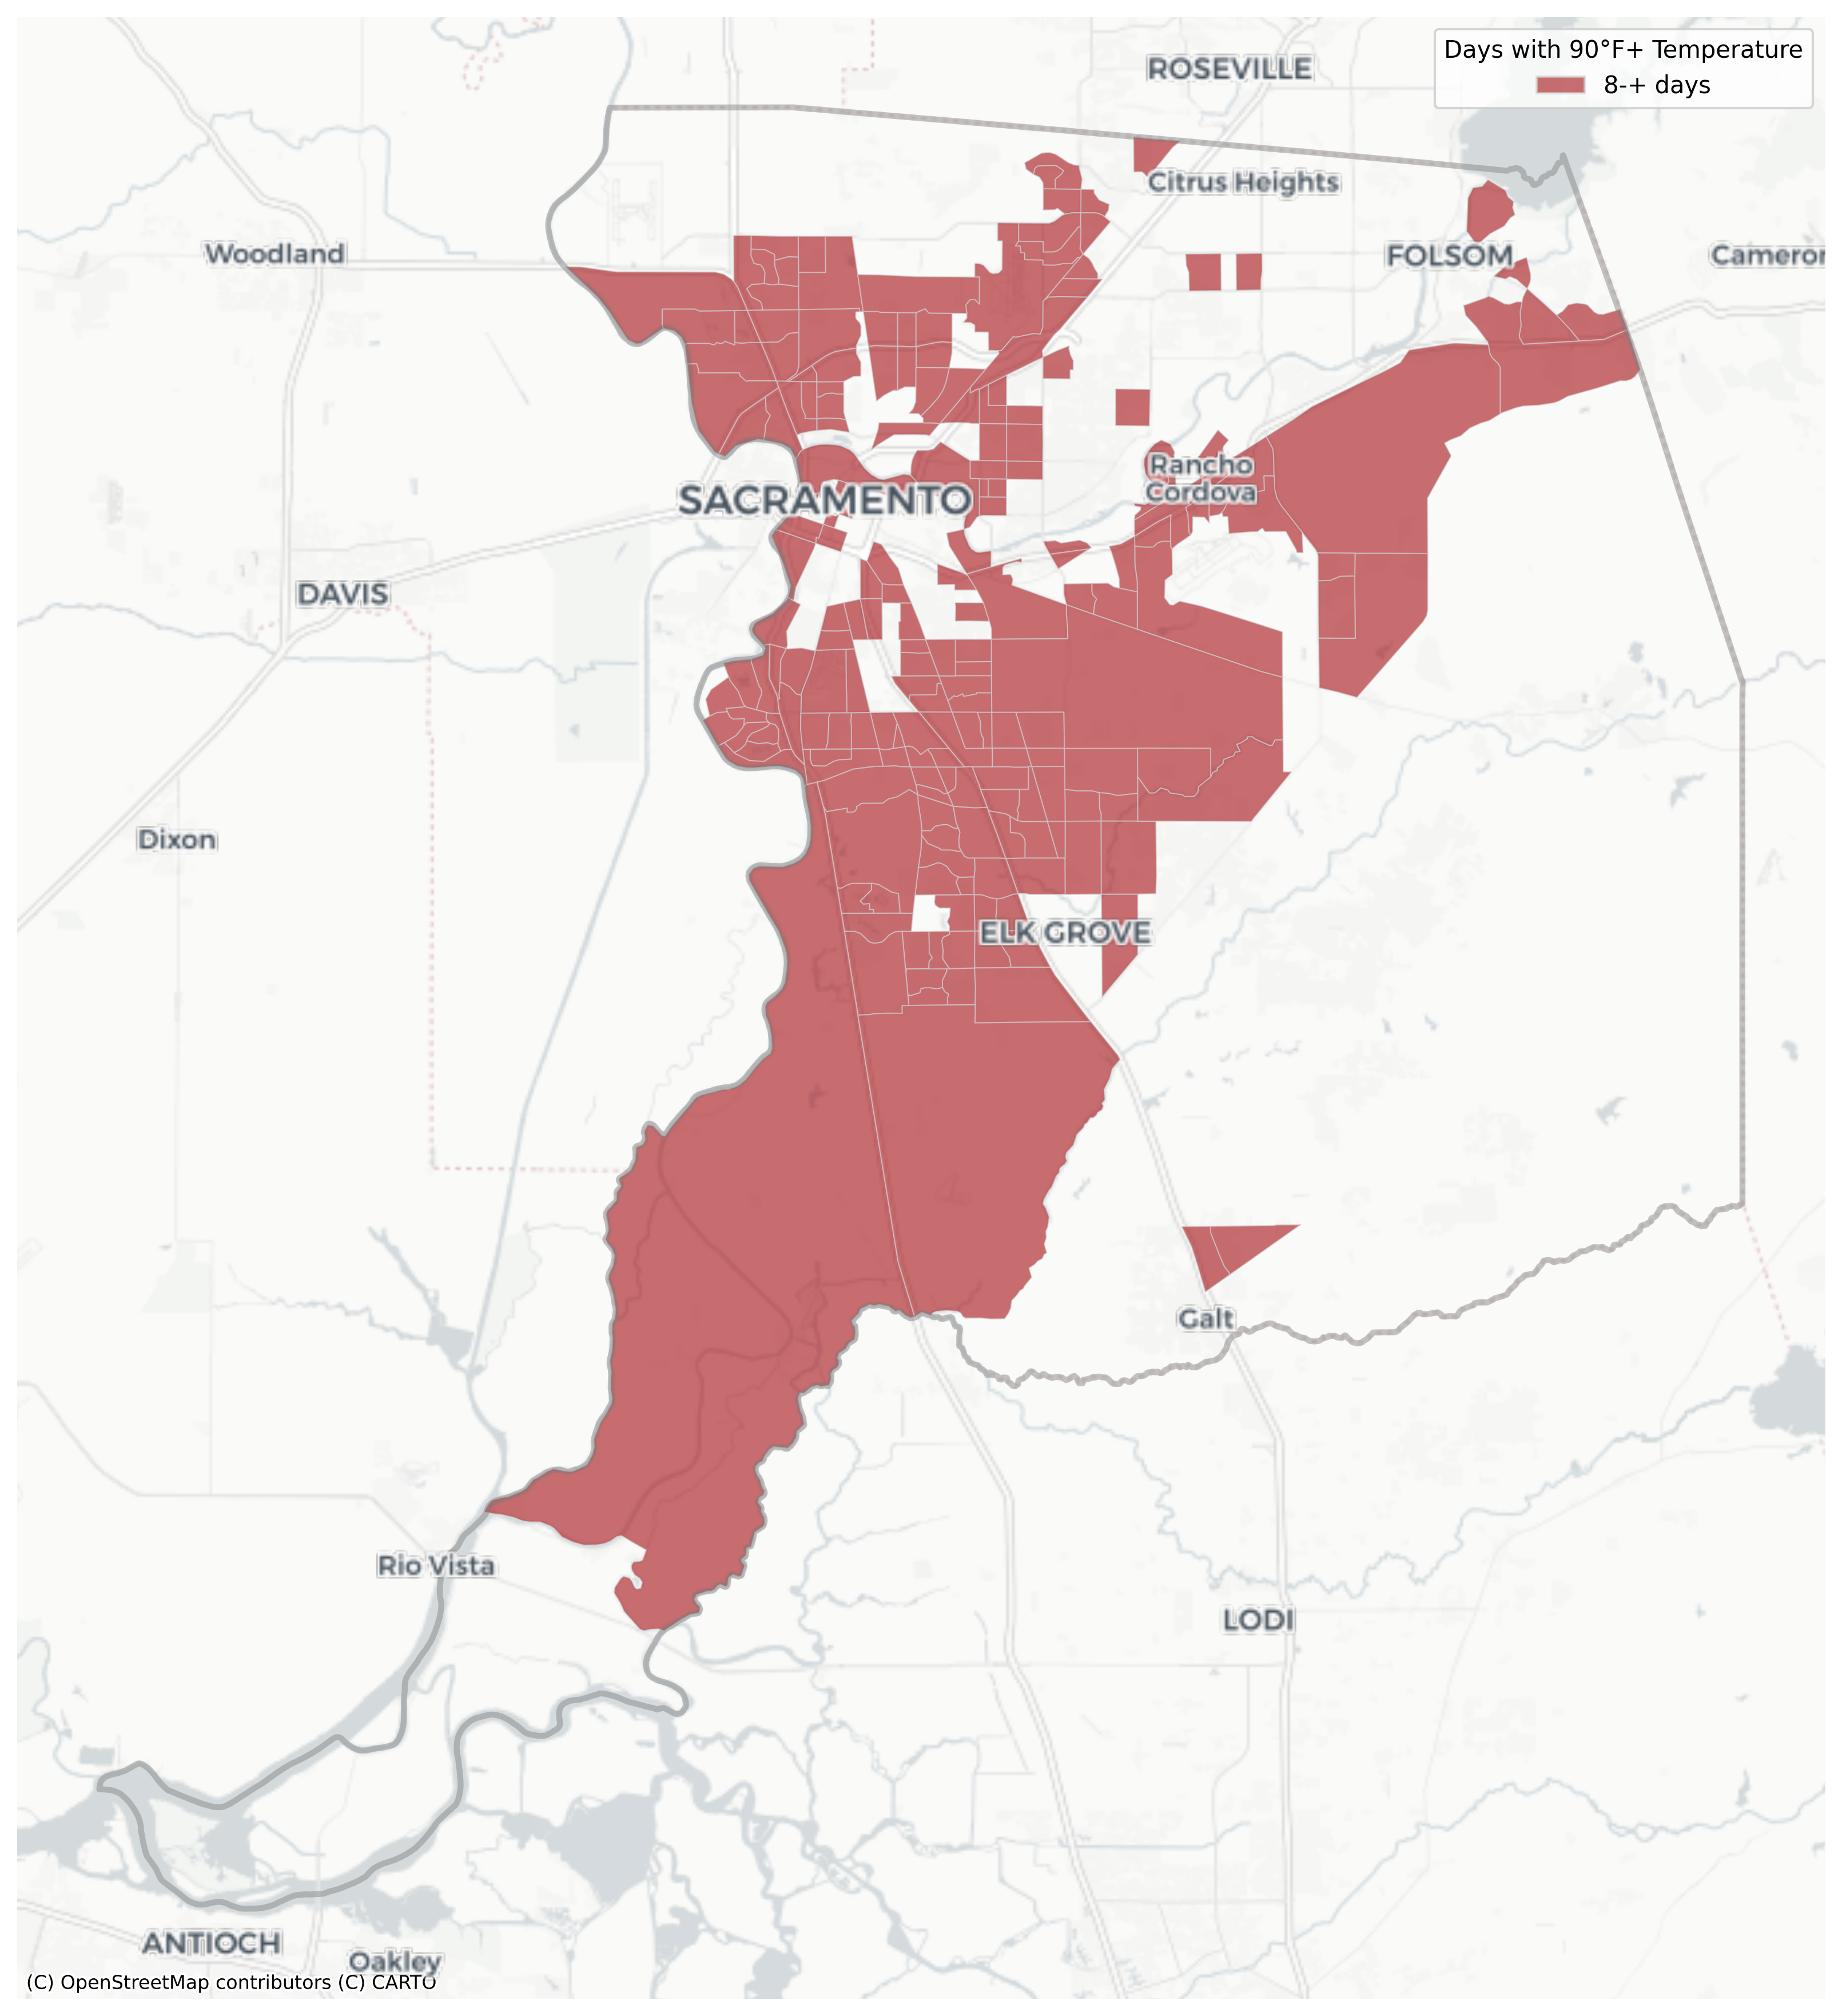 Days with 90°F+ Temperature
8-+ days
ROSEVILLE
Citrus Heights
Woodland
FOLSOM
Cameron
Rancho
Cordova
SACRAMENTO
DAVIS
Dixon
ELK GROVE
Galt
Rio Vista
LODI
ANTIOCH
Oakley
(C) OpenStreetMap contributors (C) CARTO